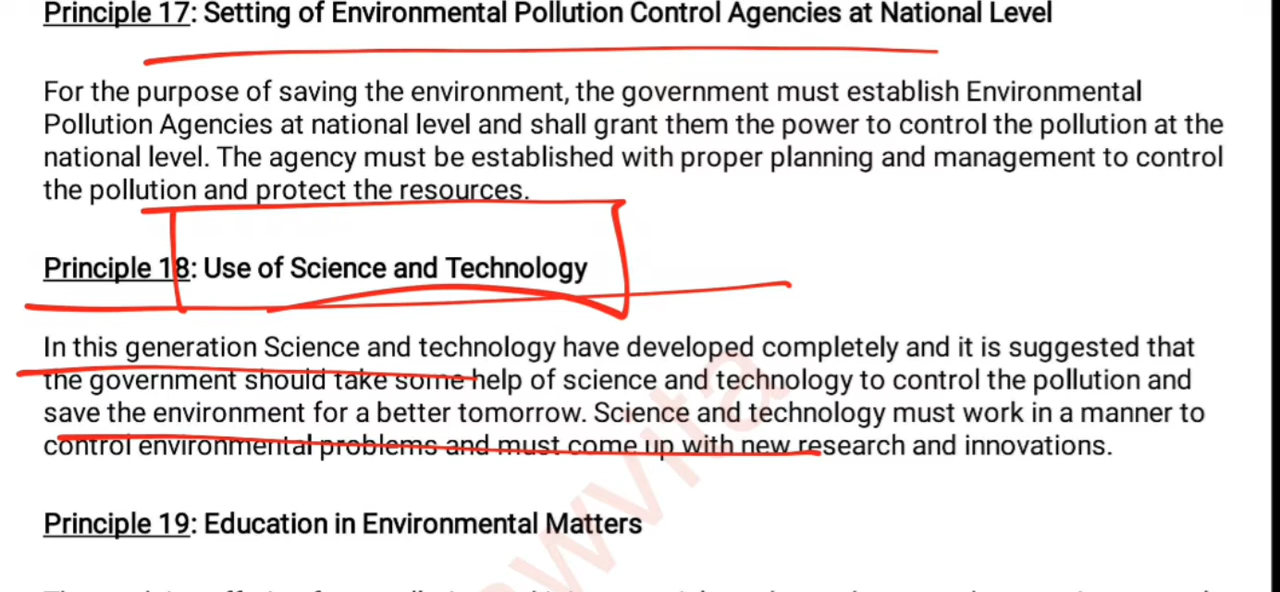 Principle 17: Setting of Environmental Pollution Control Agencies at National Level
For the purpose of saving the environment, the government must establish Environmental
Pollution Agencies at national level and shall grant them the power to control the pollution at the
national level. The agency must be established with proper planning and management to control
the pollution and protect the resources.
Principle 18: Use of Science and Technology
In this generation Science and technology have developed completely and it is suggested that
the government should take some help of science and technology to control the pollution and
save the environment for a better tomorrow. Science and technology must work in a manner to
control environmental problems and must come up with new research and innovations.
Principle 19: Education in Environmental Matters